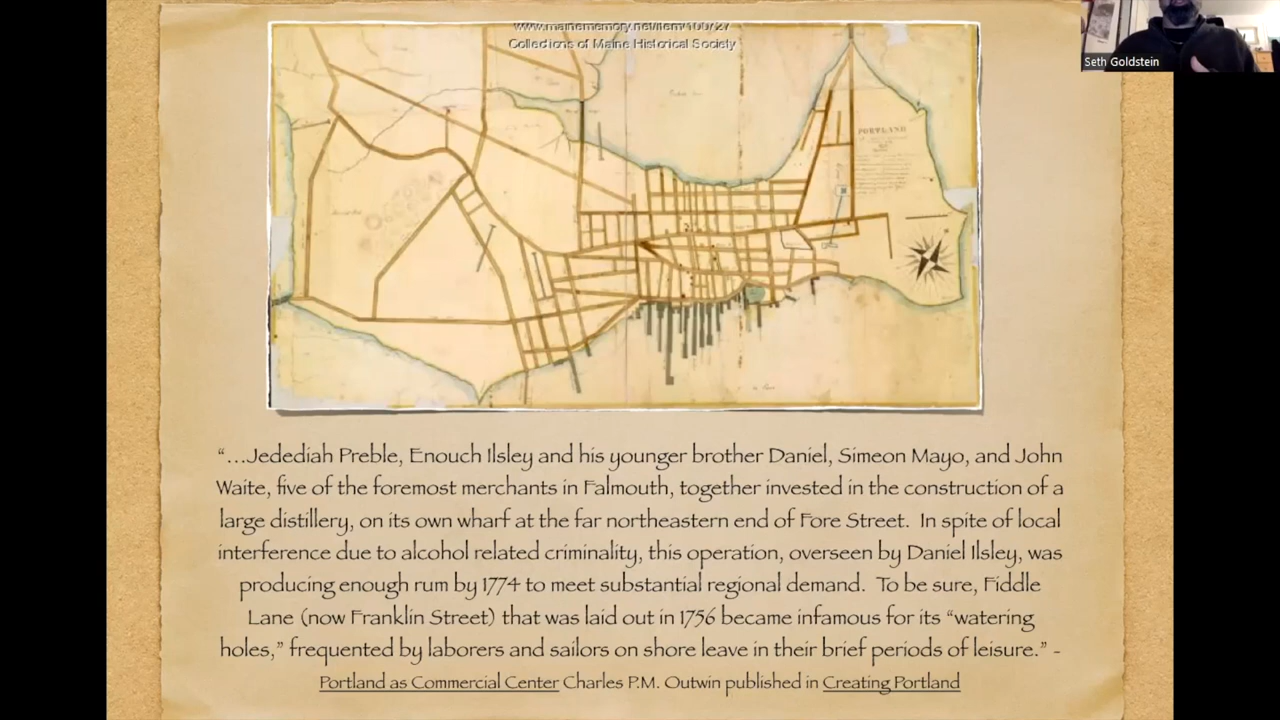 www.mainememory.net/item/100727
Collections of Maine Historical Society
Seth Goldstein
PORTLAND
“...Jedediah Preble, Enouch Ilsley and his younger brother Daniel, Simeon Mayo, and John
Waite, five of the foremost merchants in Falmouth, together invested in the construction of a
large distillery, on its own wharf at the far northeastern end of Fore Street. In spite of local
interference due to alcohol related criminality, this operation, overseen by Daniel Ilsley, was
producing enough rum by 1774 to meet substantial regional demand. To be sure, Fiddle
Lane (now Franklin Street) that was laid out in 1756 became infamous for its “watering
holes,” frequented by laborers and sailors on shore leave in their brief periods of leisure.” -
Portland as Commercial Center Charles P.M. Outwin published in Creating Portland